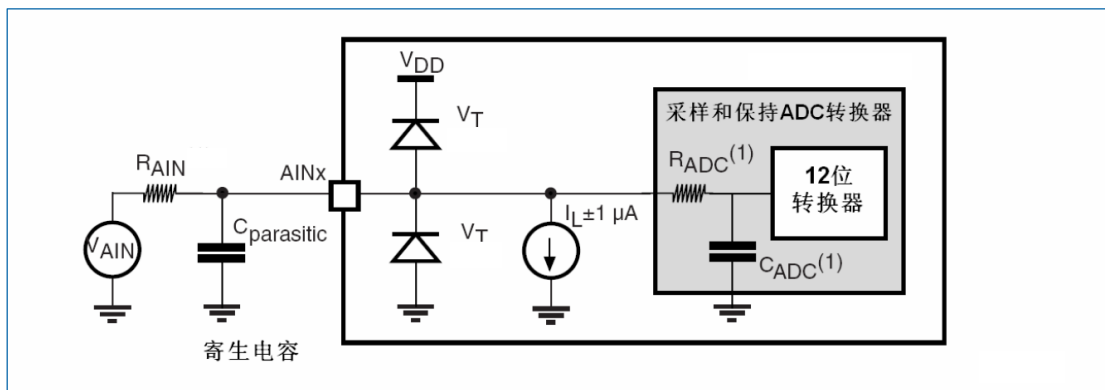 VDD
VT
采样和保持ADC转换器
RAIN
AINx
RADC(1)
12位
转换器
VAIN
Cparasitic
VT
IL±1 µA
CADC(1)
寄生电容